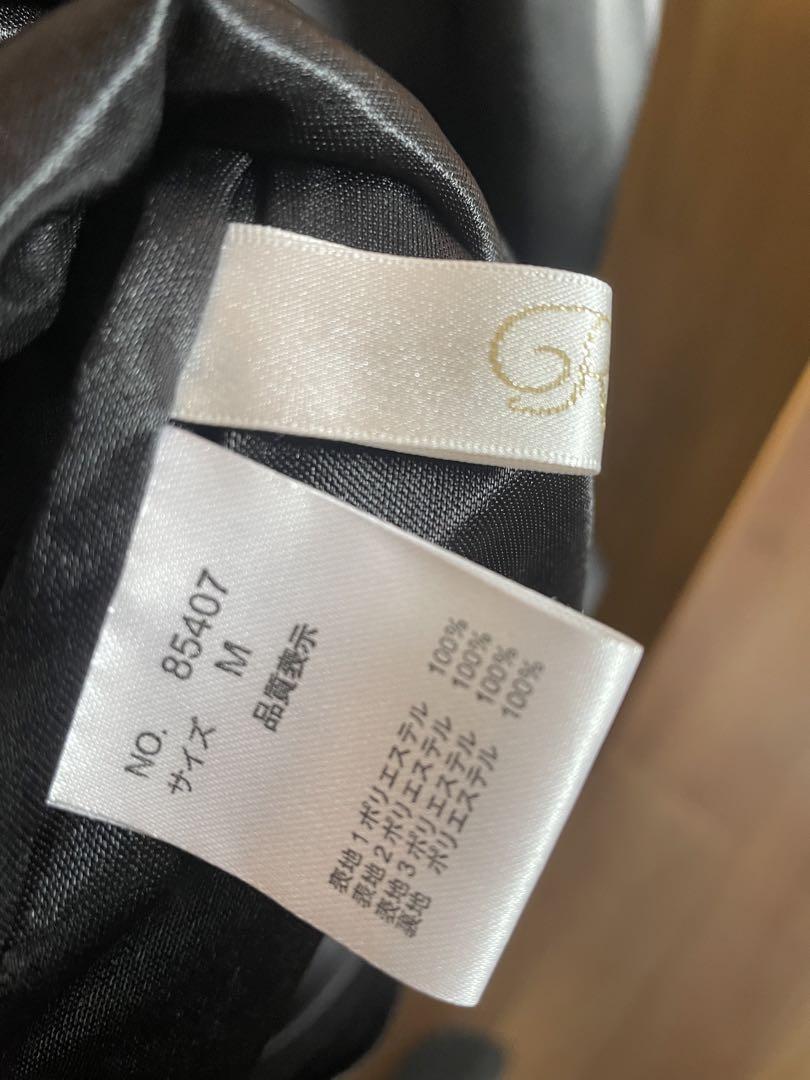 NO. 85407
サイズ M
品質表示
表地1ポリエステル 100%
表地2ポリエステル 100%
表地3ポリエステル 100%
裏地 ポリエステル 100%